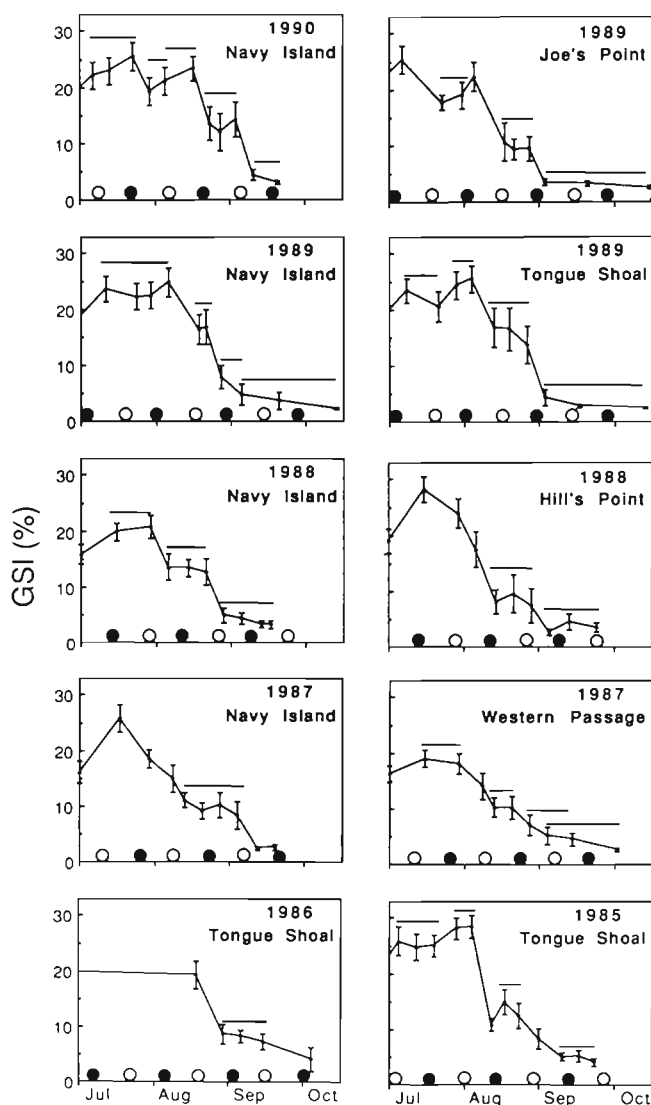 30
20
10
0
1990
Navy Island
1989
Joe's Point
30
20
10
0
1989
Navy Island
1989
Tongue Shoal
30
20
10
0
1988
Navy Island
1988
Hill's Point
30
20
10
0
1987
Navy Island
1987
Western Passage
30
20
10
0
1986
Tongue Shoal
1985
Tongue Shoal
GSI (%)
Jul Aug Sep Oct
Jul Aug Sep Oct